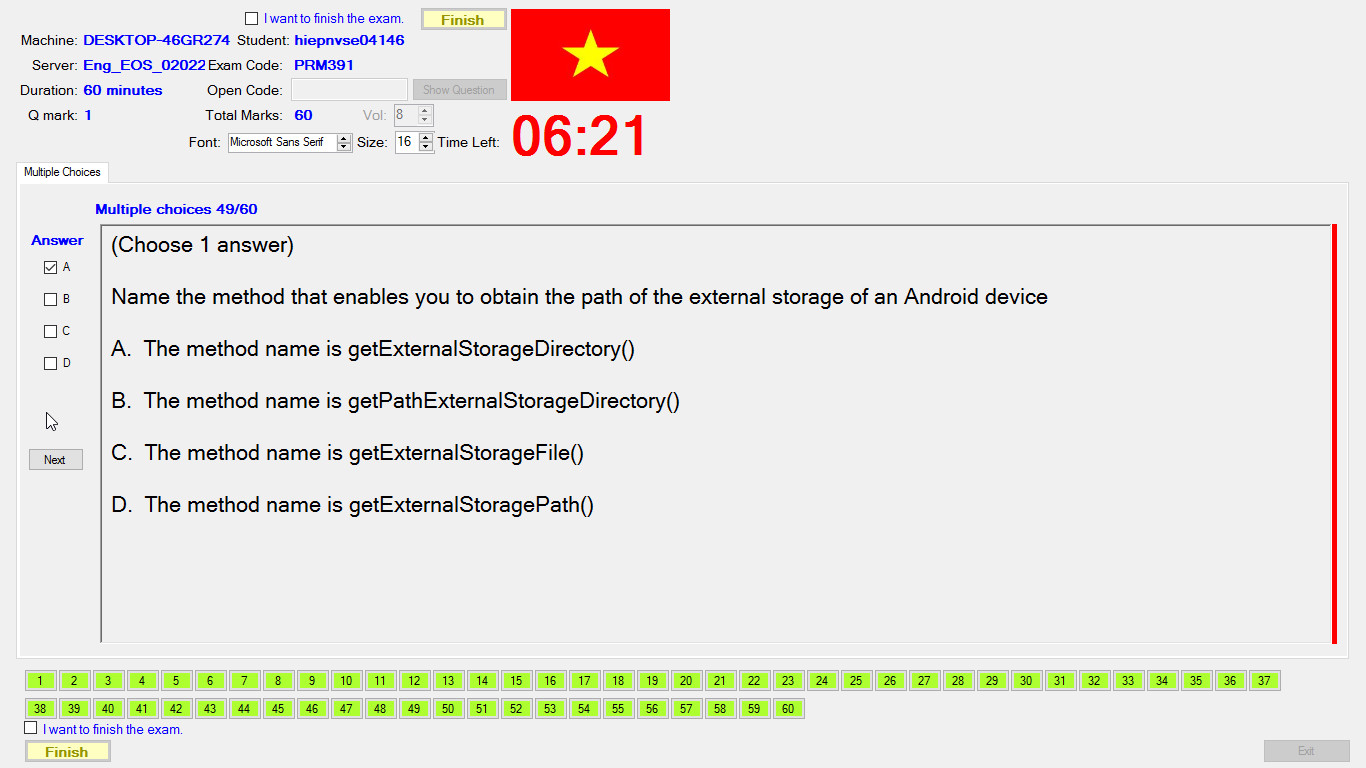 I want to finish the exam. Finish
Machine: DESKTOP-46GR274 Student: hiepnvse04146
Server: Eng_EOS_02022 Exam Code: PRM391
Duration: 60 minutes Open Code: Show Question
Q mark: 1 Total Marks: 60 Vol: 8
Font: Microsoft Sans Serif Size: 16 Time Left: 06:21
Multiple Choices
Multiple choices 49/60
Answer
A
B
C
D
Next
(Choose 1 answer)
Name the method that enables you to obtain the path of the external storage of an Android device
A. The method name is getExternalStorageDirectory()
B. The method name is getPathExternalStorageDirectory()
C. The method name is getExternalStorageFile()
D. The method name is getExternalStoragePath()
1 2 3 4 5 6 7 8 9 10 11 12 13 14 15 16 17 18 19 20 21 22 23 24 25 26 27 28 29 30 31 32 33 34 35 36 37
38 39 40 41 42 43 44 45 46 47 48 49 50 51 52 53 54 55 56 57 58 59 60
I want to finish the exam.
Finish Exit